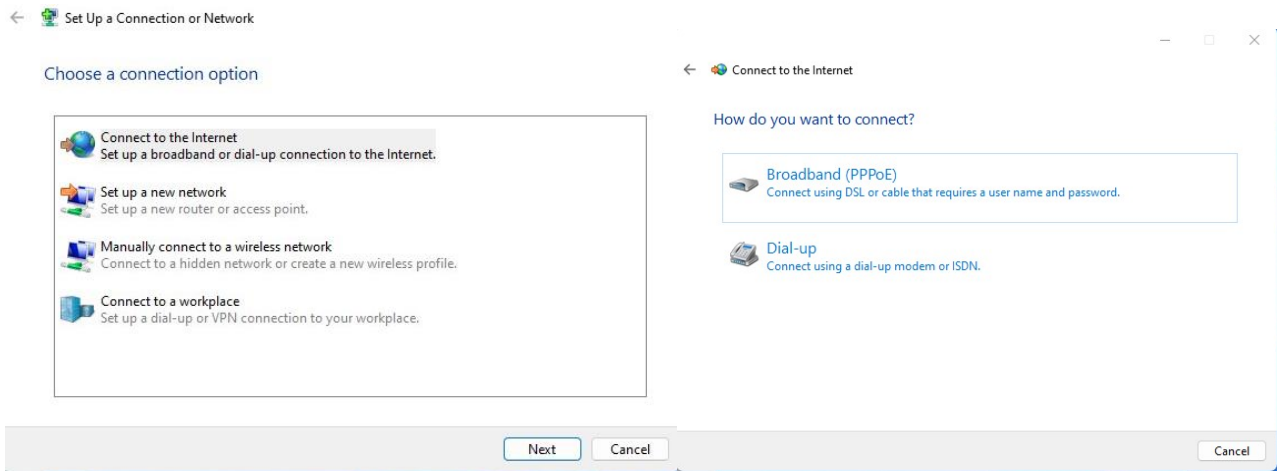 Set Up a Connection or Network
Choose a connection option
Connect to the Internet
Set up a broadband or dial-up connection to the Internet.
Set up a new network
Set up a new router or access point.
Manually connect to a wireless network
Connect to a hidden network or create a new wireless profile.
Connect to a workplace
Set up a dial-up or VPN connection to your workplace.
Next
Cancel
Connect to the Internet
How do you want to connect?
Broadband (PPPoE)
Connect using DSL or cable that requires a user name and password.
Dial-up
Connect using a dial-up modem or ISDN.
Cancel